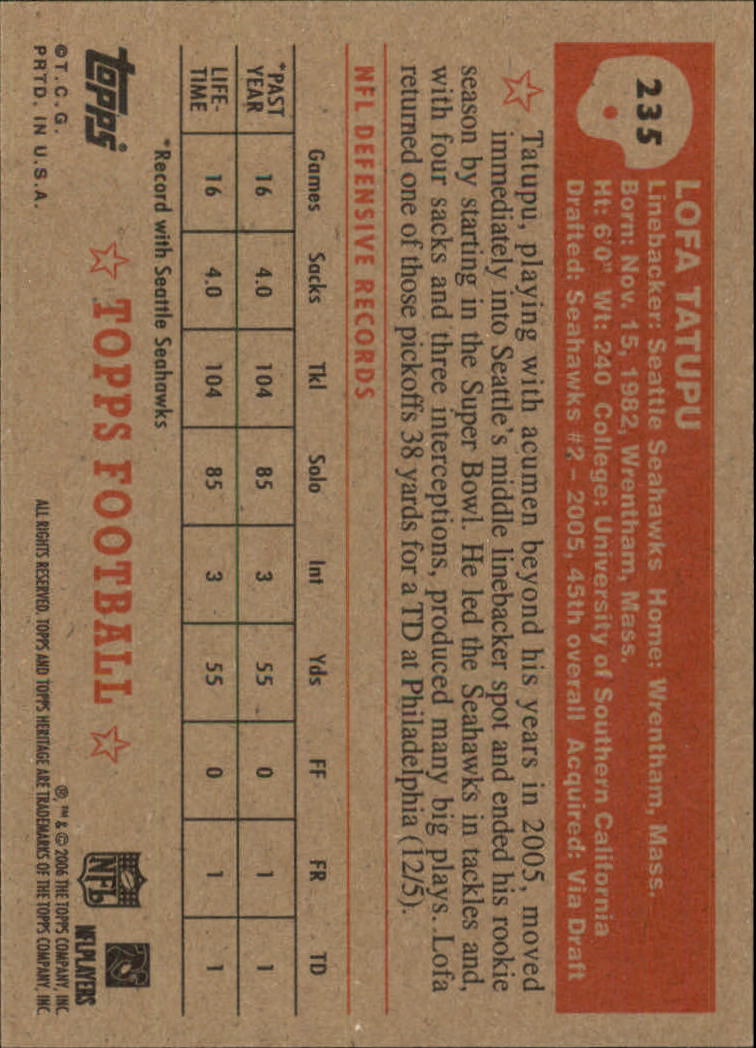 235
LOFA TATUPU
Linebacker: Seattle Seahawks Home: Wrentham, Mass.
Born: Nov. 15, 1982, Wrentham, Mass.
Ht: 6'0" Wt: 240 College: University of Southern California
Drafted: Seahawks #2 – 2005, 45th overall Acquired: Via Draft
Tatupu, playing with acumen beyond his years in 2005, moved
immediately into Seattle's middle linebacker spot and ended his rookie
season by starting in the Super Bowl. He led the Seahawks in tackles and,
with four sacks and three interceptions, produced many big plays. Lofa
returned one of those pickoffs 38 yards for a TD at Philadelphia (12/5).
NFL DEFENSIVE RECORDS
Games Sacks Tkl Solo Int Yds FF FR TD
*PAST YEAR 16 4.0 104 85 3 55 0 1 1
LIFE-TIME 16 4.0 104 85 3 55 0 1 1
*Record with Seattle Seahawks
topps
©T.C.G.
PRTD. IN U.S.A.
TOPPS FOOTBALL
NFL
NFLPLAYERS
®, ™ & © 2006 THE TOPPS COMPANY, INC
ALL RIGHTS RESERVED. TOPPS AND TOPPS HERITAGE ARE TRADEMARKS OF THE TOPPS COMPANY, INC